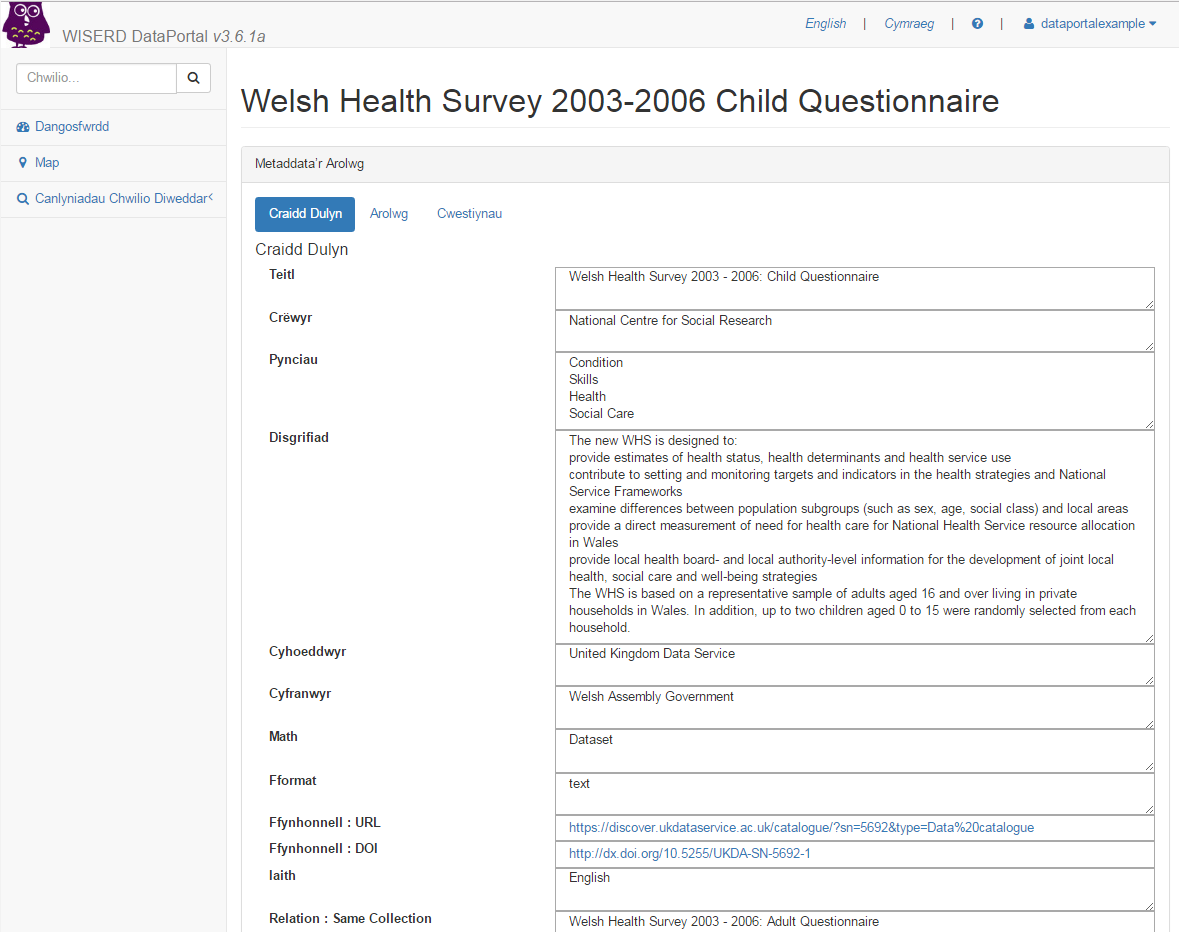 WISERD DataPortal v3.6.1a
English | Cymraeg | ? | dataportalexample
Chwilio...
Dangosfwrdd
Map
Canlyniadau Chwilio Diweddar
Welsh Health Survey 2003-2006 Child Questionnaire
Metaddata'r Arolwg
Craidd Dulyn Arolwg Cwestiynau
Craidd Dulyn
Teitl
Welsh Health Survey 2003 - 2006: Child Questionnaire
Crëwyr
National Centre for Social Research
Pynciau
Condition
Skills
Health
Social Care
Disgrifiad
The new WHS is designed to:
provide estimates of health status, health determinants and health service use
contribute to setting and monitoring targets and indicators in the health strategies and National
Service Frameworks
examine differences between population subgroups (such as sex, age, social class) and local areas
provide a direct measurement of need for health care for National Health Service resource allocation
in Wales
provide local health board- and local authority-level information for the development of joint local
health, social care and well-being strategies
The WHS is based on a representative sample of adults aged 16 and over living in private
households in Wales. In addition, up to two children aged 0 to 15 were randomly selected from each
household.
Cyhoeddwyr
United Kingdom Data Service
Cyfranwyr
Welsh Assembly Government
Math
Dataset
Fformat
text
Ffynhonnell : URL
https://discover.ukdataservice.ac.uk/catalogue/?sn=5692&type=Data%20catalogue
Ffynhonnell : DOI
http://dx.doi.org/10.5255/UKDA-SN-5692-1
Iaith
English
Relation : Same Collection
Welsh Health Survey 2003 - 2006: Adult Questionnaire